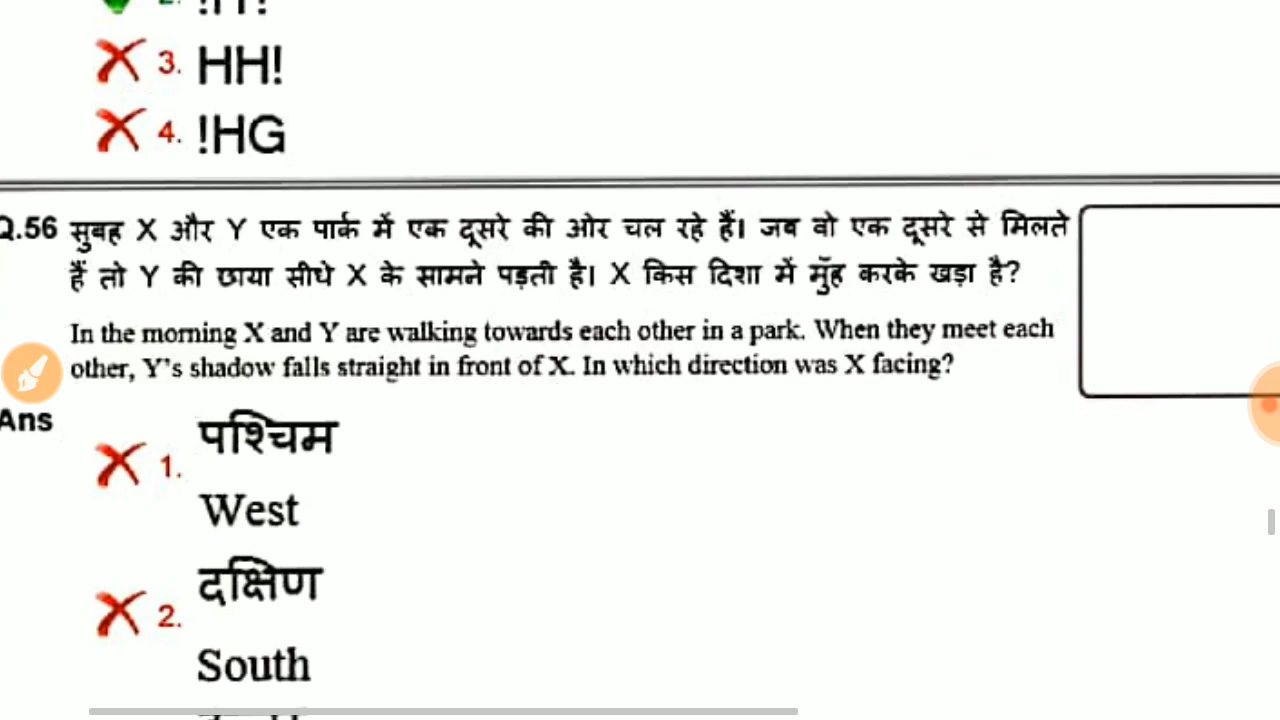 3. HH!
4. !HG
Q.56 सुबह X और Y एक पार्क में एक दूसरे की ओर चल रहे हैं। जब वो एक दूसरे से मिलते
हैं तो Y की छाया सीधे X के सामने पड़ती है। X किस दिशा में मुँह करके खड़ा है?
In the morning X and Y are walking towards each other in a park. When they meet each
other, Y's shadow falls straight in front of X. In which direction was X facing?
Ans
1. पश्चिम
West
2. दक्षिण
South